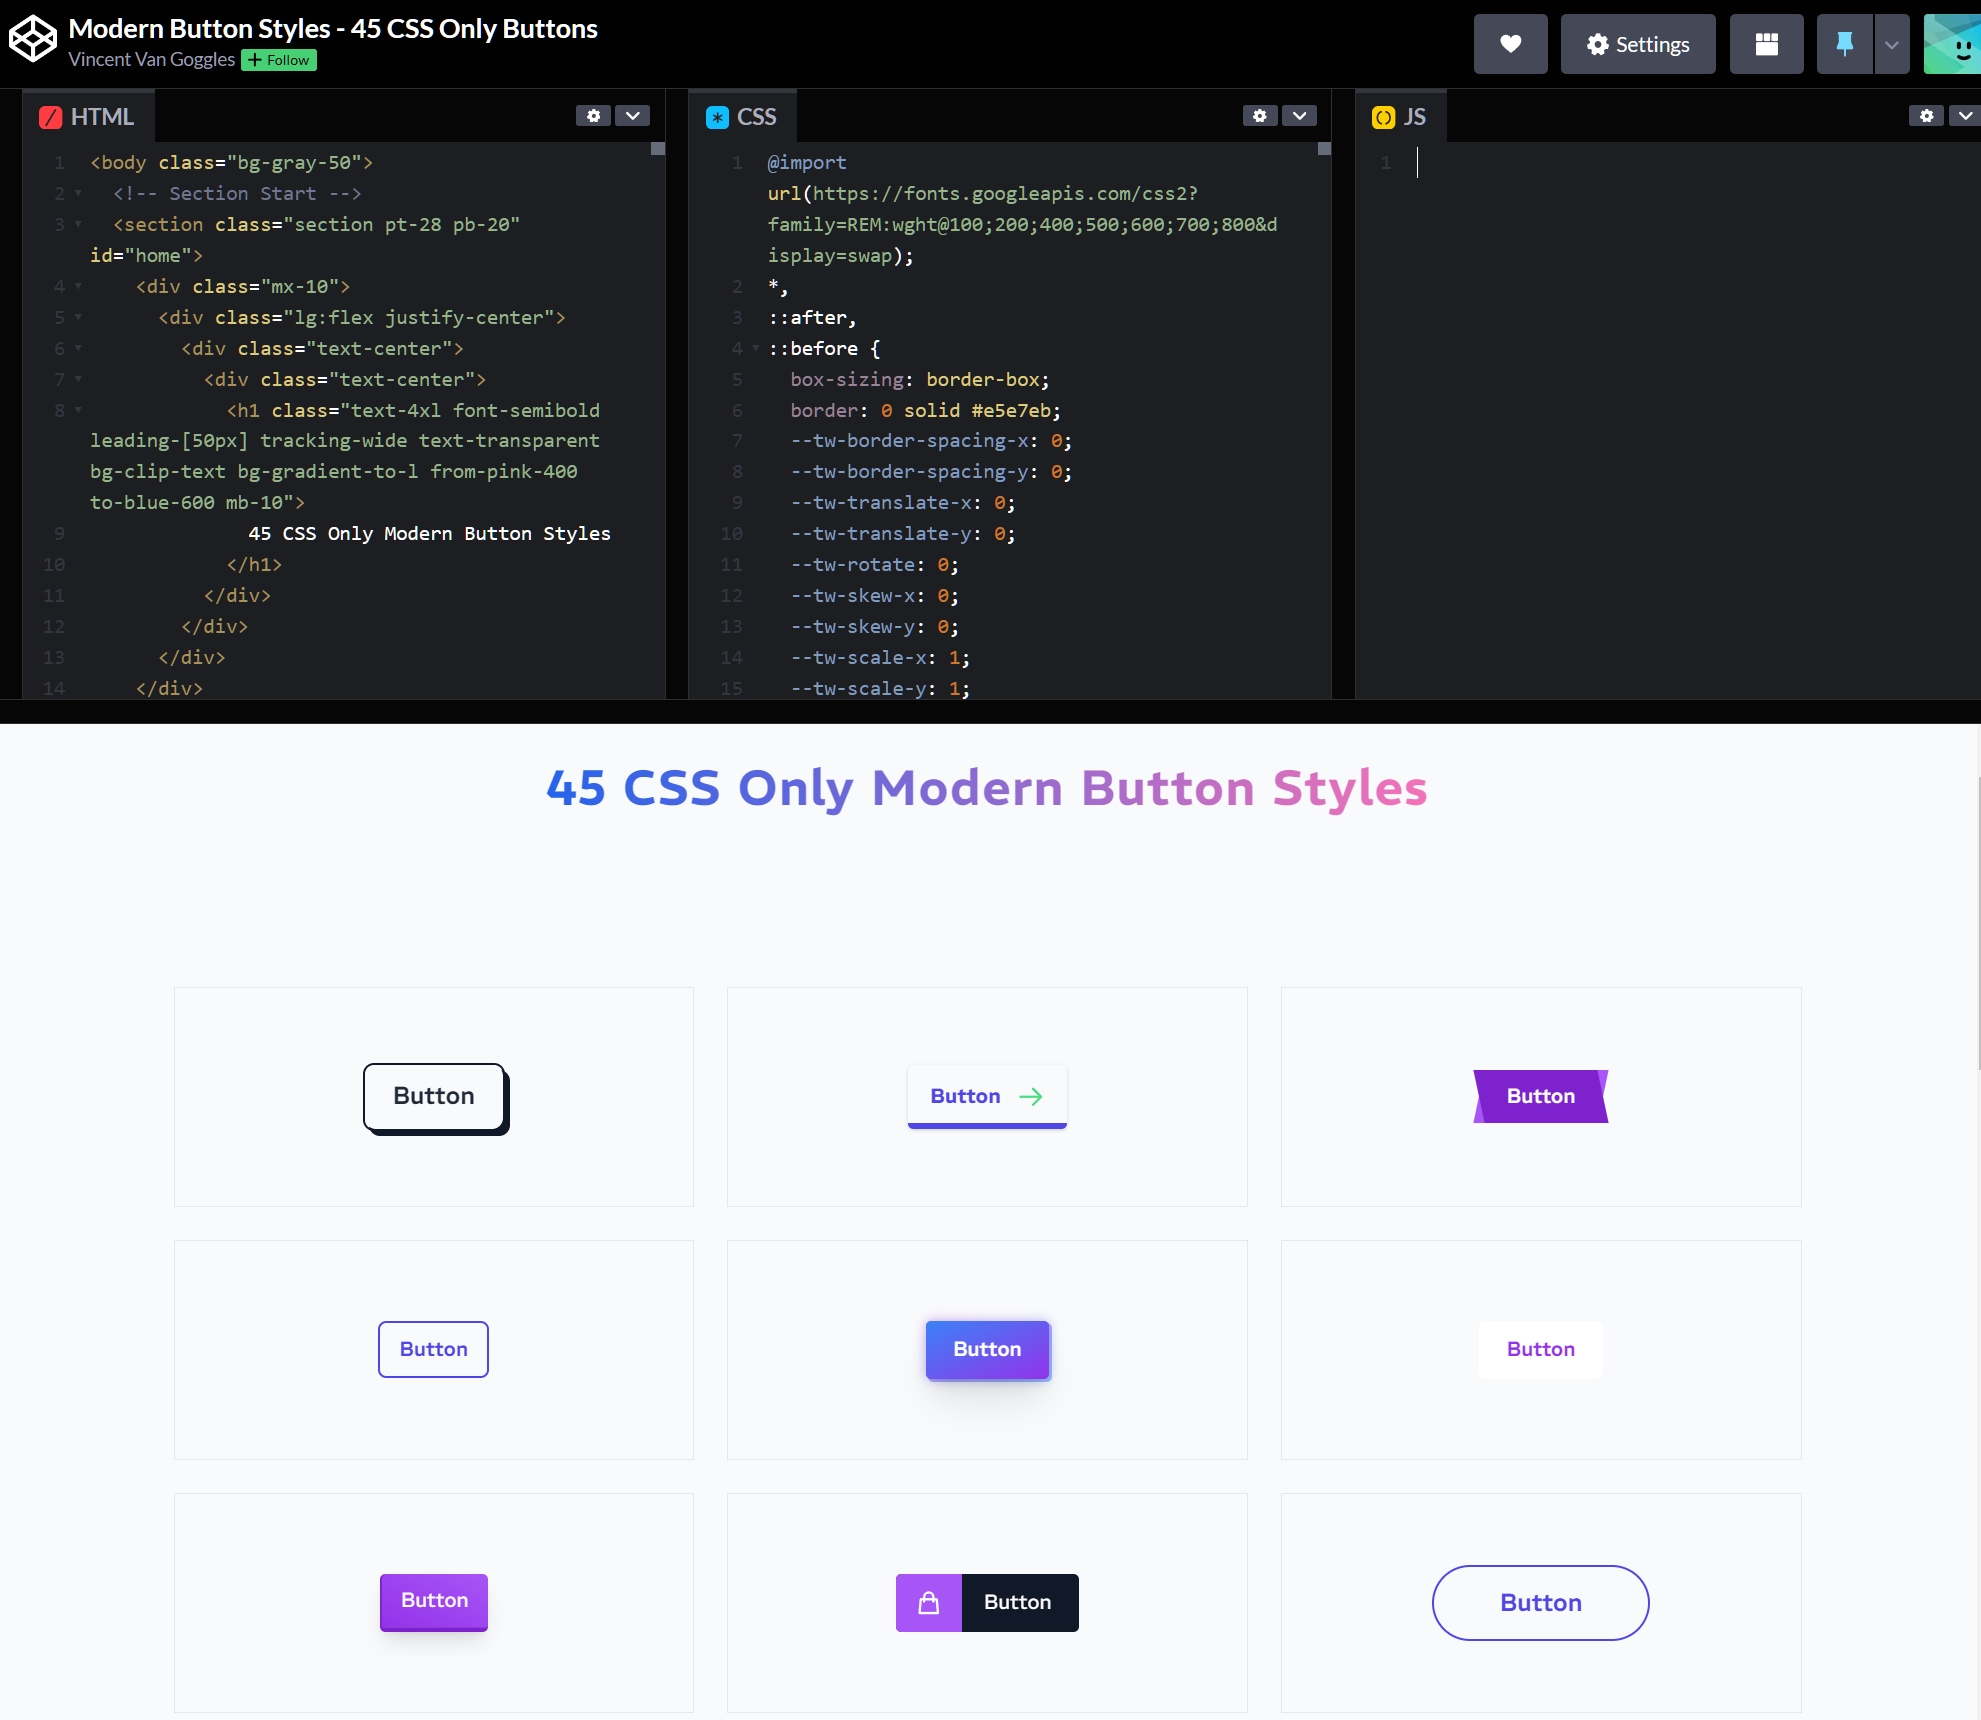 Modern Button Styles - 45 CSS Only Buttons
Vincent Van Goggles + Follow
Settings
HTML
1 <body class="bg-gray-50">
2 <!-- Section Start -->
3 <section class="section pt-28 pb-20"
id="home">
4 <div class="mx-10">
5 <div class="lg:flex justify-center">
6 <div class="text-center">
7 <div class="text-center">
8 <h1 class="text-4xl font-semibold
leading-[50px] tracking-wide text-transparent
bg-clip-text bg-gradient-to-l from-pink-400
to-blue-600 mb-10">
9 45 CSS Only Modern Button Styles
10 </h1>
11 </div>
12 </div>
13 </div>
14 </div>
CSS
1 @import
url(https://fonts.googleapis.com/css2?
family=REM:wght@100;200;400;500;600;700;800&d
isplay=swap);
2 *,
3 ::after,
4 ::before {
5 box-sizing: border-box;
6 border: 0 solid #e5e7eb;
7 --tw-border-spacing-x: 0;
8 --tw-border-spacing-y: 0;
9 --tw-translate-x: 0;
10 --tw-translate-y: 0;
11 --tw-rotate: 0;
12 --tw-skew-x: 0;
13 --tw-skew-y: 0;
14 --tw-scale-x: 1;
15 --tw-scale-y: 1;
JS
1
45 CSS Only Modern Button Styles
Button
Button
Button
Button
Button
Button
Button
Button
Button